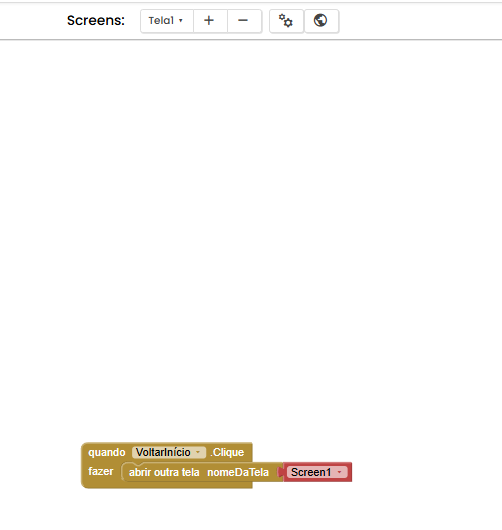 Screens: Tela1
quando VoltarInício .Clique
fazer abrir outra tela nomeDaTela Screen1